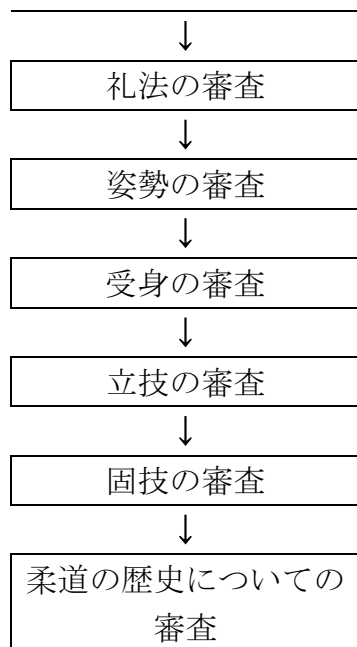 ↓
礼法の審査
↓
姿勢の審査
↓
受身の審査
↓
立技の審査
↓
固技の審査
↓
柔道の歴史についての
審査